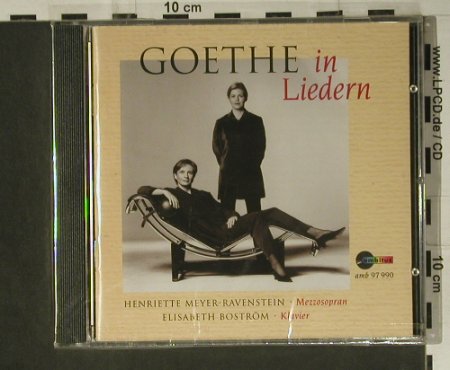 10 cm
GOETHE in
Liedern
ambitus
amb 97 990
HENRIETTE MEYER-RAVENSTEIN · Mezzosopran
ELISABETH BOSTRÖM · Klavier
www.LPCD.de / CD
10 cm